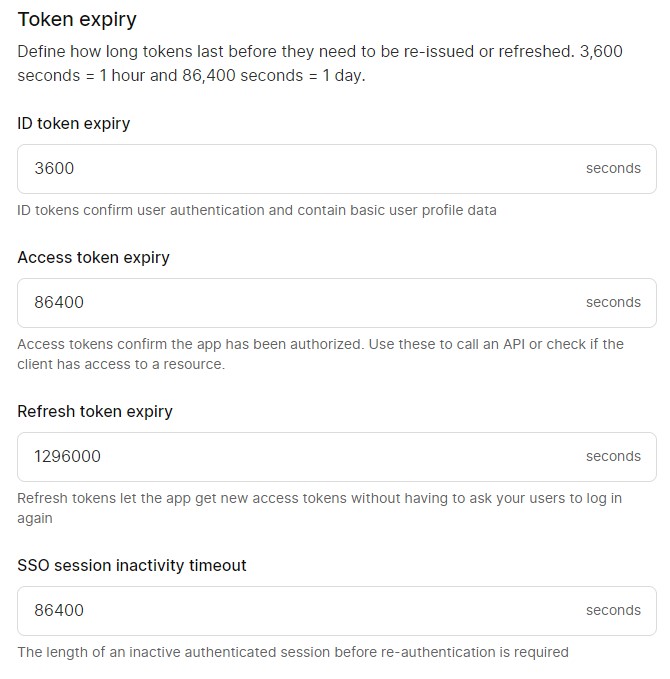 Token expiry
Define how long tokens last before they need to be re-issued or refreshed. 3,600
seconds = 1 hour and 86,400 seconds = 1 day.
ID token expiry
3600 seconds
ID tokens confirm user authentication and contain basic user profile data
Access token expiry
86400 seconds
Access tokens confirm the app has been authorized. Use these to call an API or check if the
client has access to a resource.
Refresh token expiry
1296000 seconds
Refresh tokens let the app get new access tokens without having to ask your users to log in
again
SSO session inactivity timeout
86400 seconds
The length of an inactive authenticated session before re-authentication is required